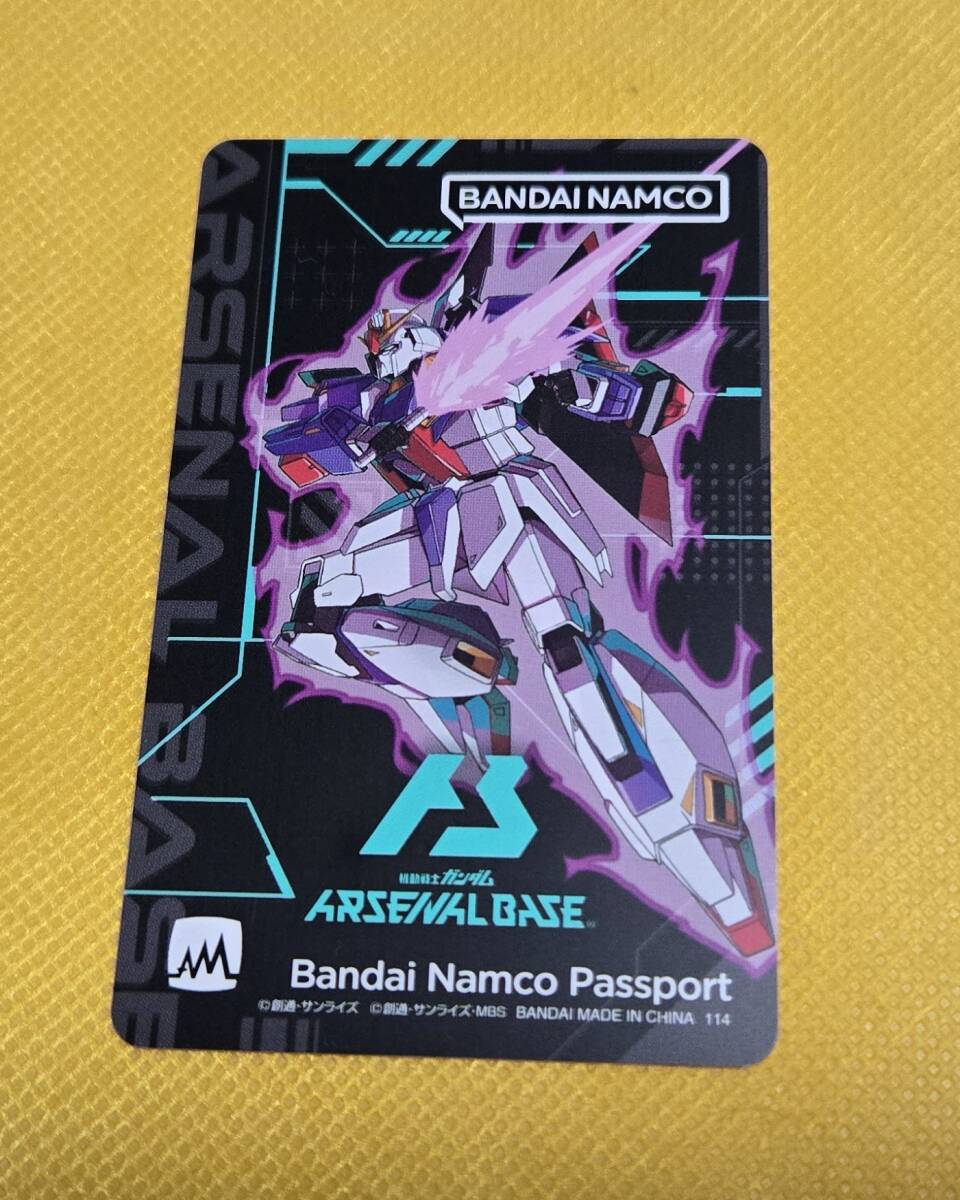 BANDAI NAMCO
ARSENAL BASE
機動戦士ガンダム
ARSENAL BASE
Bandai Namco Passport
©創通・サンライズ ©創通・サンライズ・MBS BANDAI MADE IN CHINA 114